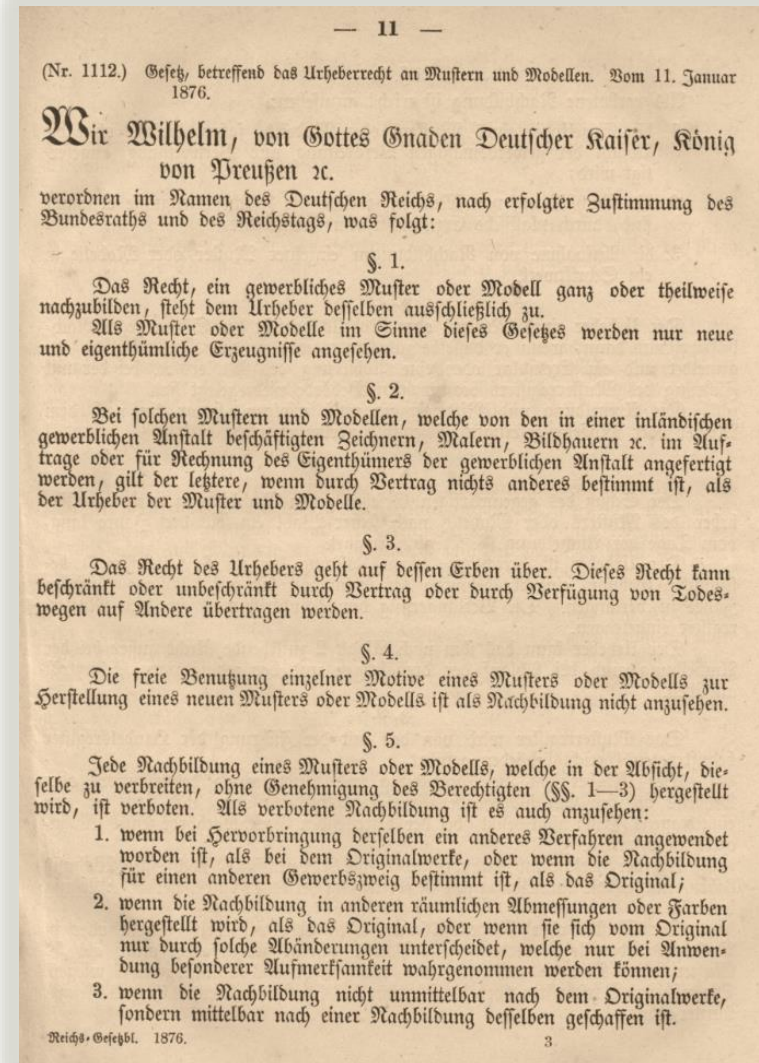 — 11 —
(Nr. 1112.) Gesetz, betreffend das Urheberrecht an Mustern und Modellen. Vom 11. Januar
1876.
Wir Wilhelm, von Gottes Gnaden Deutscher Kaiser, König
von Preußen ꝛc.
verordnen im Namen des Deutschen Reichs, nach erfolgter Zustimmung des
Bundesraths und des Reichstags, was folgt:
§. 1.
Das Recht, ein gewerbliches Muster oder Modell ganz oder theilweise
nachzubilden, steht dem Urheber desselben ausschließlich zu.
Als Muster oder Modelle im Sinne dieses Gesetzes werden nur neue
und eigenthümliche Erzeugnisse angesehen.
§. 2.
Bei solchen Mustern und Modellen, welche von den in einer inländischen
gewerblichen Anstalt beschäftigten Zeichnern, Malern, Bildhauern ꝛc. im Auf-
trage oder für Rechnung des Eigenthümers der gewerblichen Anstalt angefertigt
werden, gilt der letztere, wenn durch Vertrag nichts anderes bestimmt ist, als
der Urheber der Muster und Modelle.
§. 3.
Das Recht des Urhebers geht auf dessen Erben über. Dieses Recht kann
beschränkt oder unbeschränkt durch Vertrag oder durch Verfügung von Todes-
wegen auf Andere übertragen werden.
§. 4.
Die freie Benutzung einzelner Motive eines Musters oder Modells zur
Herstellung eines neuen Musters oder Modells ist als Nachbildung nicht anzusehen.
§. 5.
Jede Nachbildung eines Musters oder Modells, welche in der Absicht, die-
selbe zu verbreiten, ohne Genehmigung des Berechtigten (§§. 1—3) hergestellt
wird, ist verboten. Als verbotene Nachbildung ist es auch anzusehen:
1. wenn bei Hervorbringung derselben ein anderes Verfahren angewendet
worden ist, als bei dem Originalwerke, oder wenn die Nachbildung
für einen anderen Gewerbszweig bestimmt ist, als das Original;
2. wenn die Nachbildung in anderen räumlichen Abmessungen oder Farben
hergestellt wird, als das Original, oder wenn sie sich vom Original
nur durch solche Abänderungen unterscheidet, welche nur bei Anwen-
dung besonderer Aufmerksamkeit wahrgenommen werden können;
3. wenn die Nachbildung nicht unmittelbar nach dem Originalwerke,
sondern mittelbar nach einer Nachbildung desselben geschaffen ist.
Reichs-Gesetzbl. 1876. 3